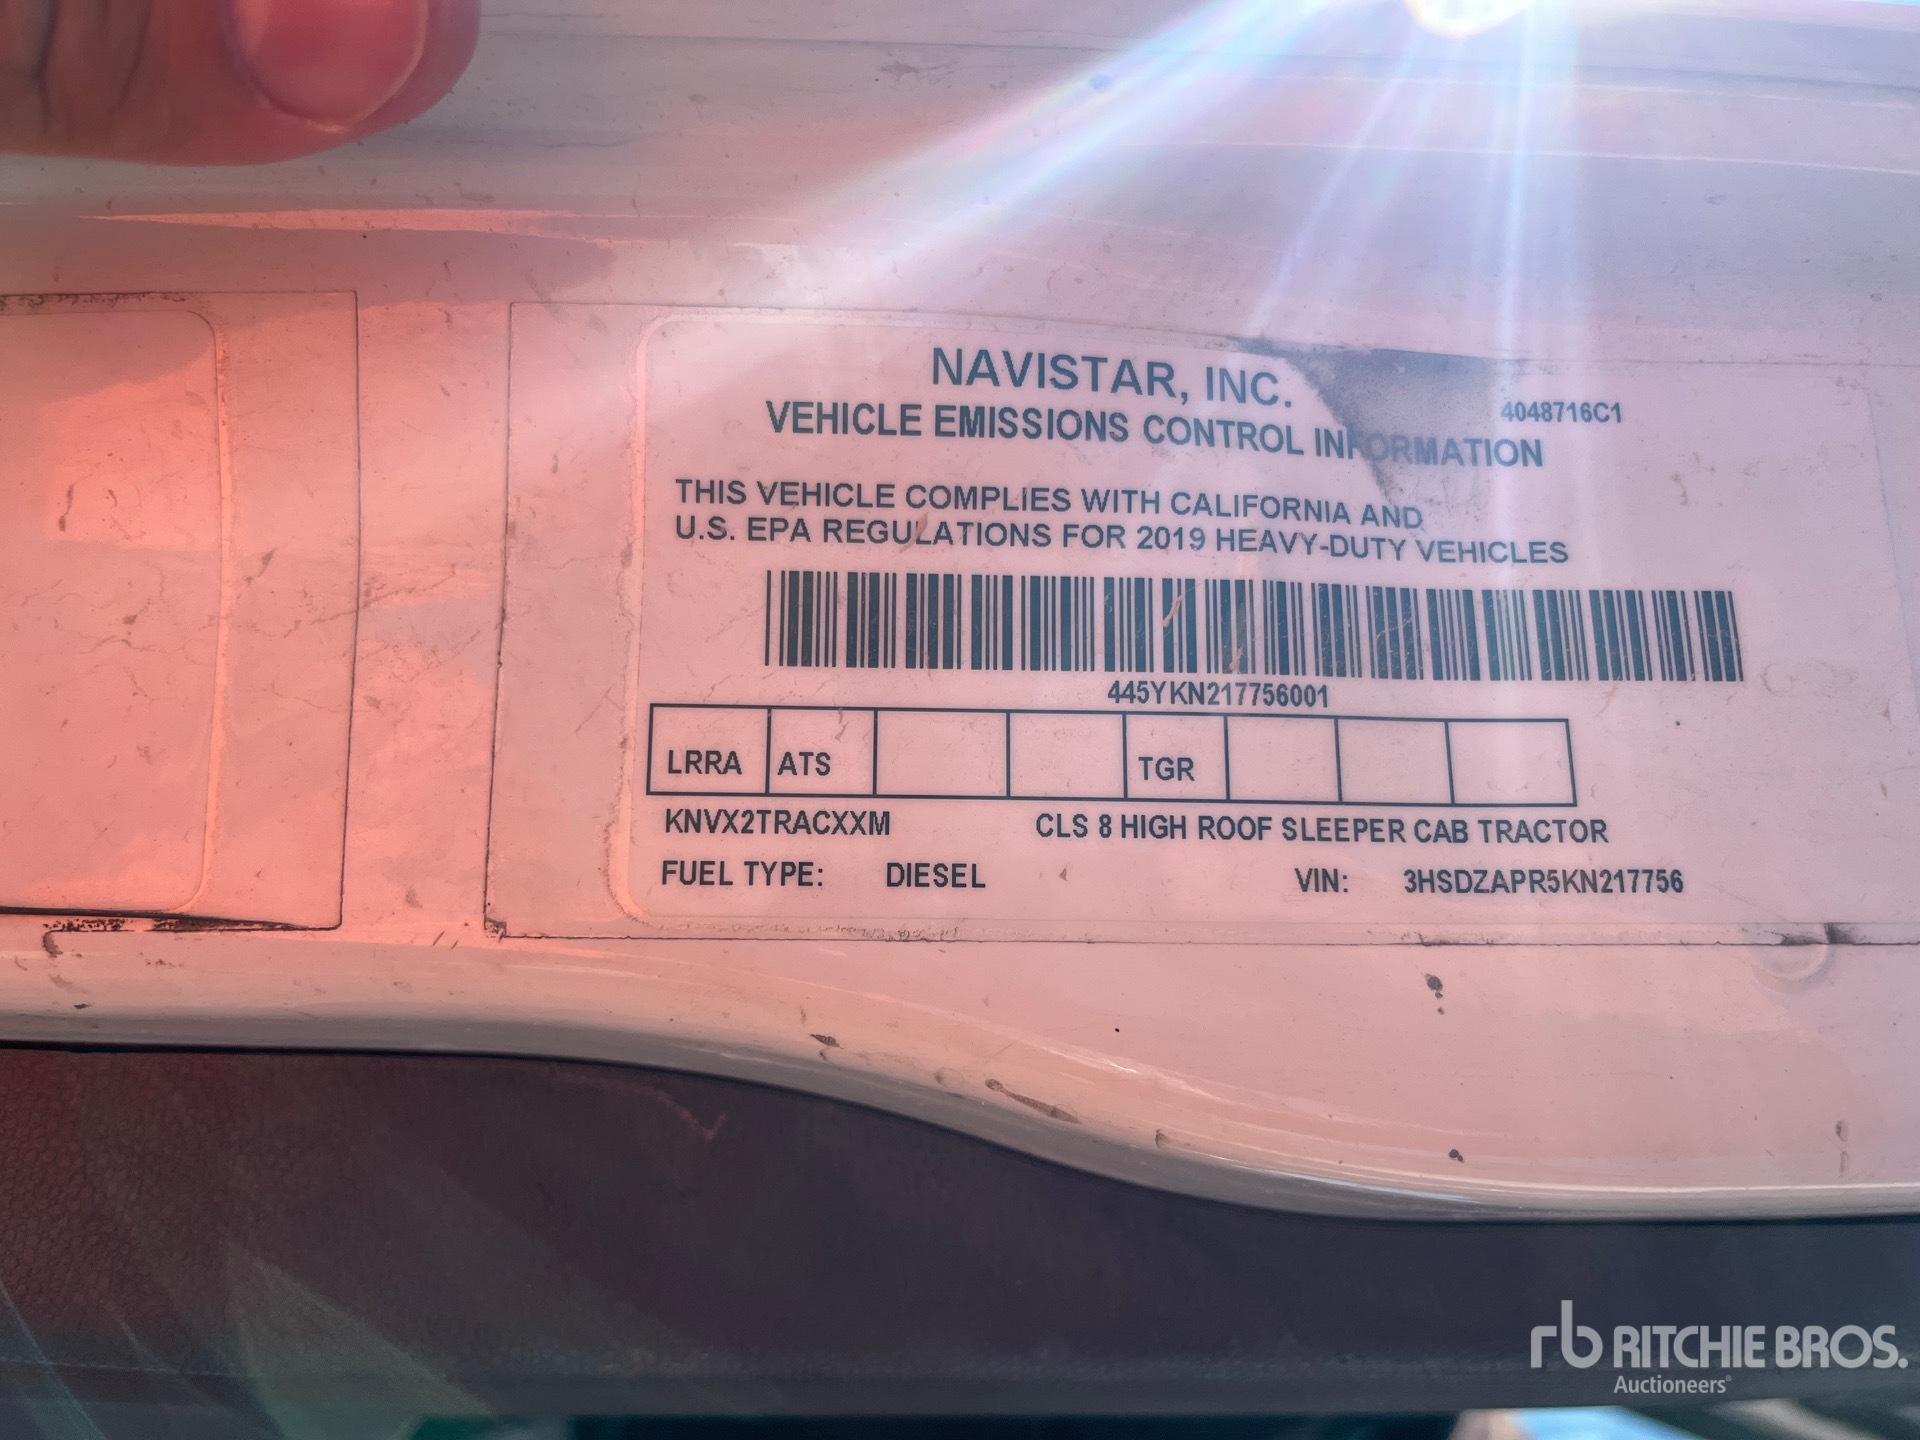 NAVISTAR, INC.
4048716C1
VEHICLE EMISSIONS CONTROL INFORMATION
THIS VEHICLE COMPLIES WITH CALIFORNIA AND
U.S. EPA REGULATIONS FOR 2019 HEAVY-DUTY VEHICLES
445YKN217756001
LRRA ATS TGR
KNVX2TRACXXM CLS 8 HIGH ROOF SLEEPER CAB TRACTOR
FUEL TYPE: DIESEL VIN: 3HSDZAPR5KN217756
rb RITCHIE BROS.
Auctioneers